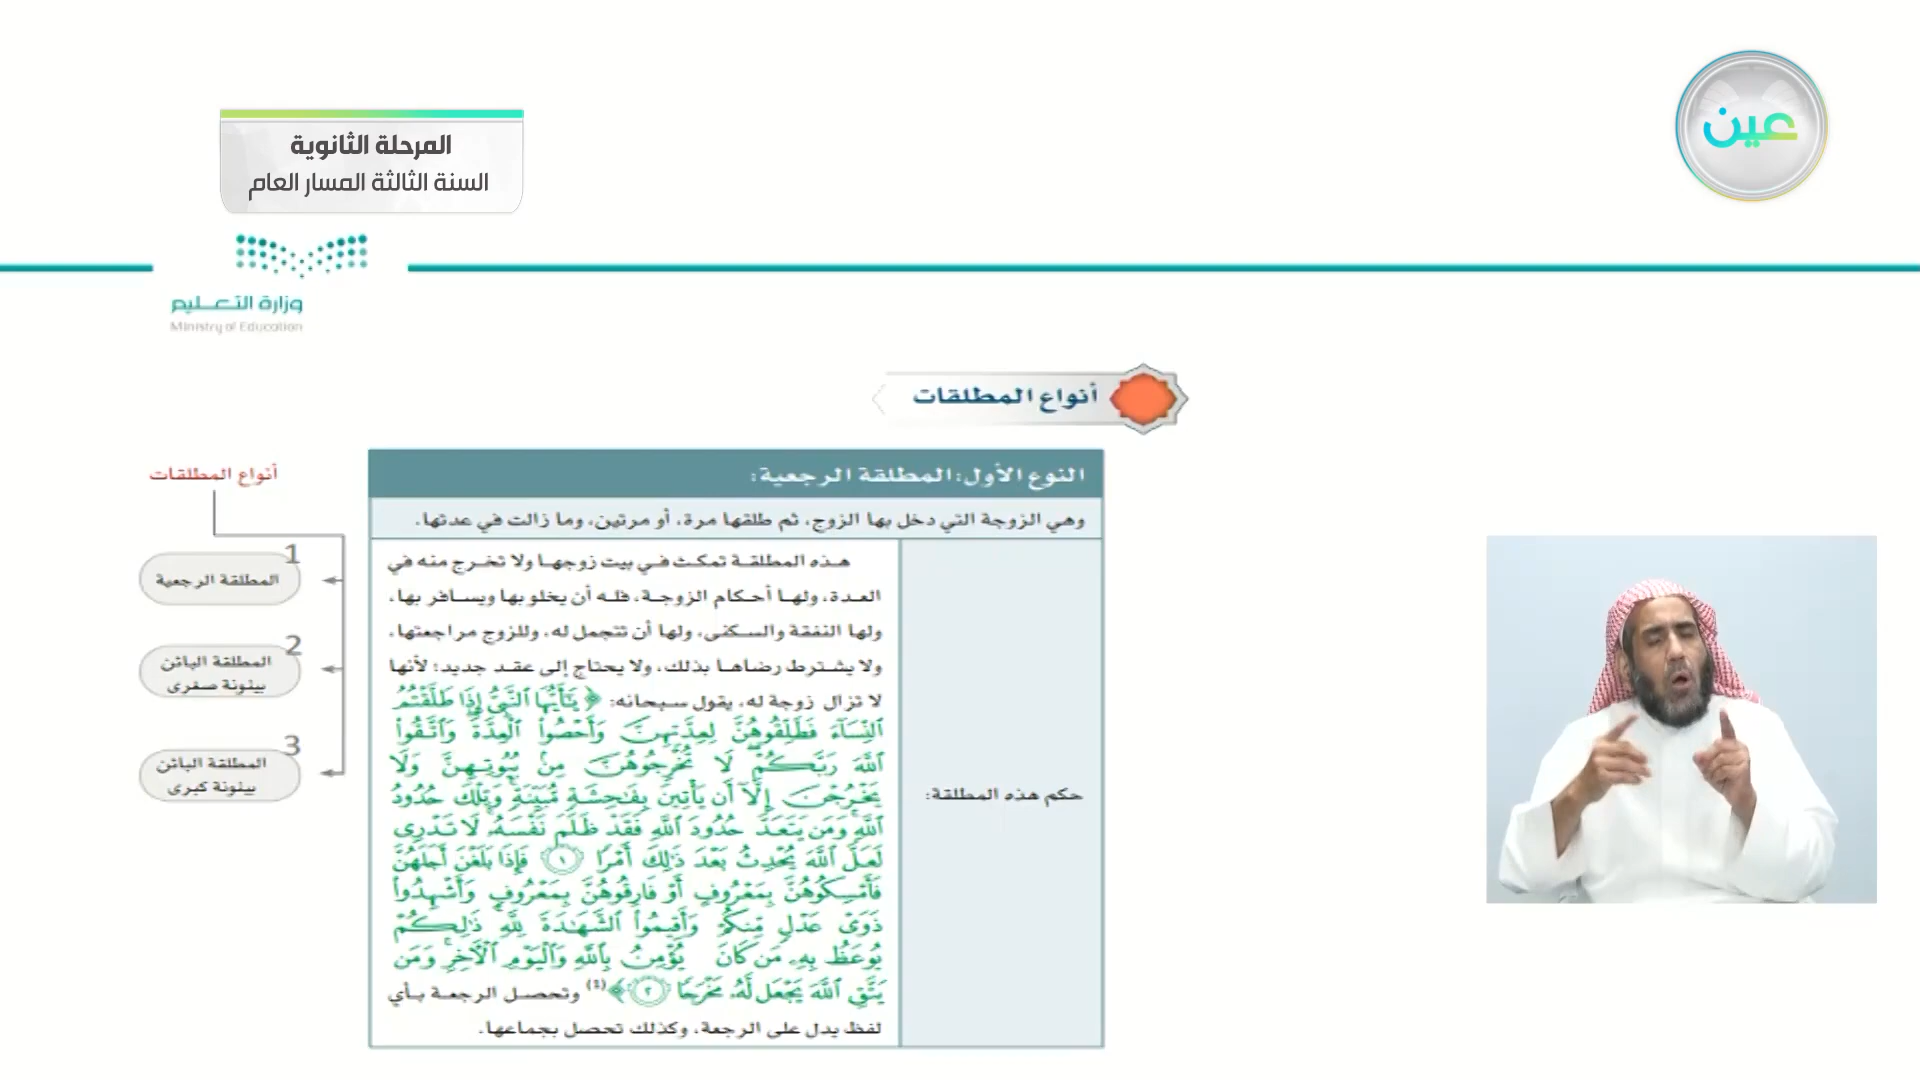 عين
المرحلة الثانوية
السنة الثالثة المسار العام
وزارة التعليم
Ministry of Education
أنواع المطلقات
النوع الأول: المطلقة الرجعية:
وهي الزوجة التي دخل بها الزوج، ثم طلقها مرة، أو مرتين، وما زالت في عدتها.
حكم هذه المطلقة:
هذه المطلقة تمكث في بيت زوجها ولا تخرج منه في
العدة، ولها أحكام الزوجة، فله أن يخلو بها ويسافر بها،
ولها النفقة والسكنى، ولها أن تتجمل له، وللزوج مراجعتها،
ولا يشترط رضاها بذلك، ولا يحتاج إلى عقد جديد؛ لأنها
لا تزال زوجة له، يقول سبحانه: ﴿يَٰٓأَيُّهَا ٱلنَّبِيُّ إِذَا طَلَّقۡتُمُ
ٱلنِّسَآءَ فَطَلِّقُوهُنَّ لِعِدَّتِهِنَّ وَأَحۡصُواْ ٱلۡعِدَّةَۖ وَٱتَّقُواْ
ٱللَّهَ رَبَّكُمۡۖ لَا تُخۡرِجُوهُنَّ مِنۢ بُيُوتِهِنَّ وَلَا
يَخۡرُجۡنَ إِلَّآ أَن يَأۡتِينَ بِفَٰحِشَةٖ مُّبَيِّنَةٖۚ وَتِلۡكَ حُدُودُ
ٱللَّهِۚ وَمَن يَتَعَدَّ حُدُودَ ٱللَّهِ فَقَدۡ ظَلَمَ نَفۡسَهُۥۚ لَا تَدۡرِي
لَعَلَّ ٱللَّهَ يُحۡدِثُ بَعۡدَ ذَٰلِكَ أَمۡرٗا ١ فَإِذَا بَلَغۡنَ أَجَلَهُنَّ
فَأَمۡسِكُوهُنَّ بِمَعۡرُوفٍ أَوۡ فَارِقُوهُنَّ بِمَعۡرُوفٖ وَأَشۡهِدُواْ
ذَوَيۡ عَدۡلٖ مِّنكُمۡ وَأَقِيمُواْ ٱلشَّهَٰدَةَ لِلَّهِۚ ذَٰلِكُمۡ
يُوعَظُ بِهِۦ مَن كَانَ يُؤۡمِنُ بِٱللَّهِ وَٱلۡيَوۡمِ ٱلۡأٓخِرِۚ وَمَن
يَتَّقِ ٱللَّهَ يَجۡعَل لَّهُۥ مَخۡرَجٗا ٢﴾(١) وتحصل الرجعة بأي
لفظ يدل على الرجعة، وكذلك تحصل بجماعها.
أنواع المطلقات
1
المطلقة الرجعية
2
المطلقة البائن
بينونة صغرى
3
المطلقة البائن
بينونة كبرى